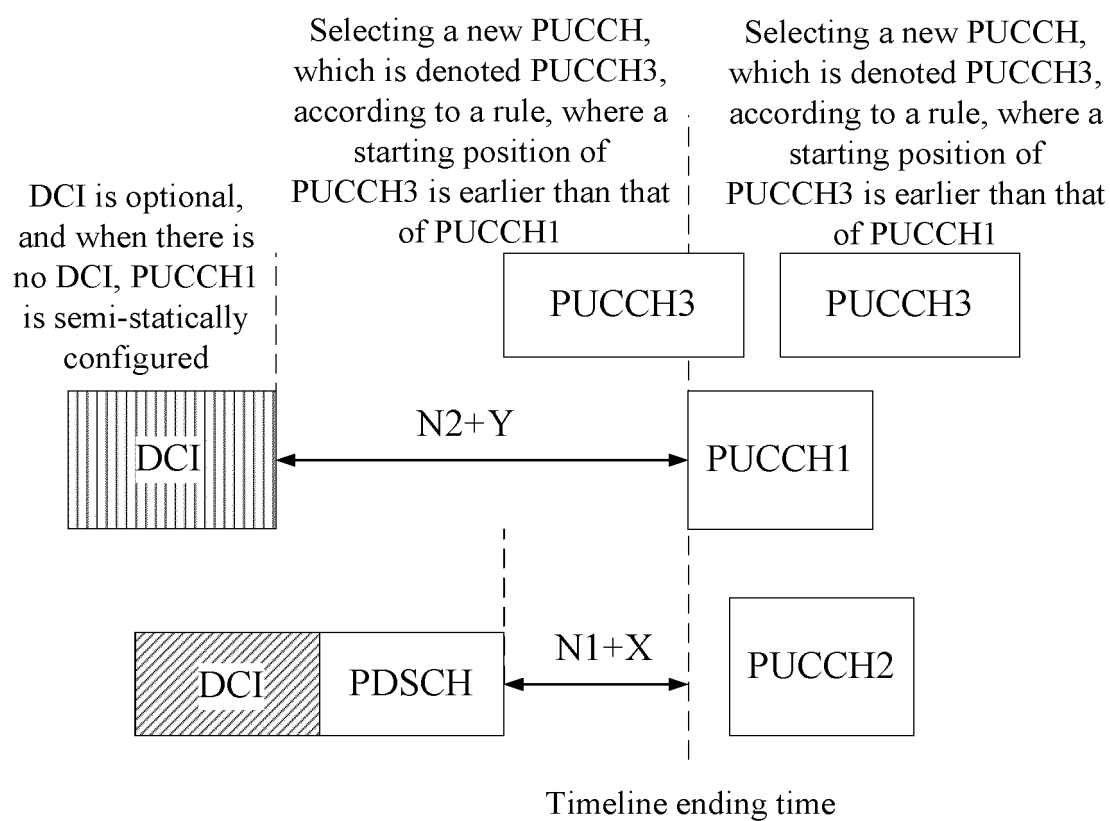 Selecting a new PUCCH,
which is denoted PUCCH3,
according to a rule, where a
starting position of
PUCCH3 is earlier than that
of PUCCH1
Selecting a new PUCCH,
which is denoted PUCCH3,
according to a rule, where a
starting position of
PUCCH3 is earlier than that
of PUCCH1
DCI is optional,
and when there is
no DCI, PUCCH1
is semi-statically
configured
PUCCH3
PUCCH3
DCI
N2+Y
PUCCH1
DCI
PDSCH
N1+X
PUCCH2
Timeline ending time